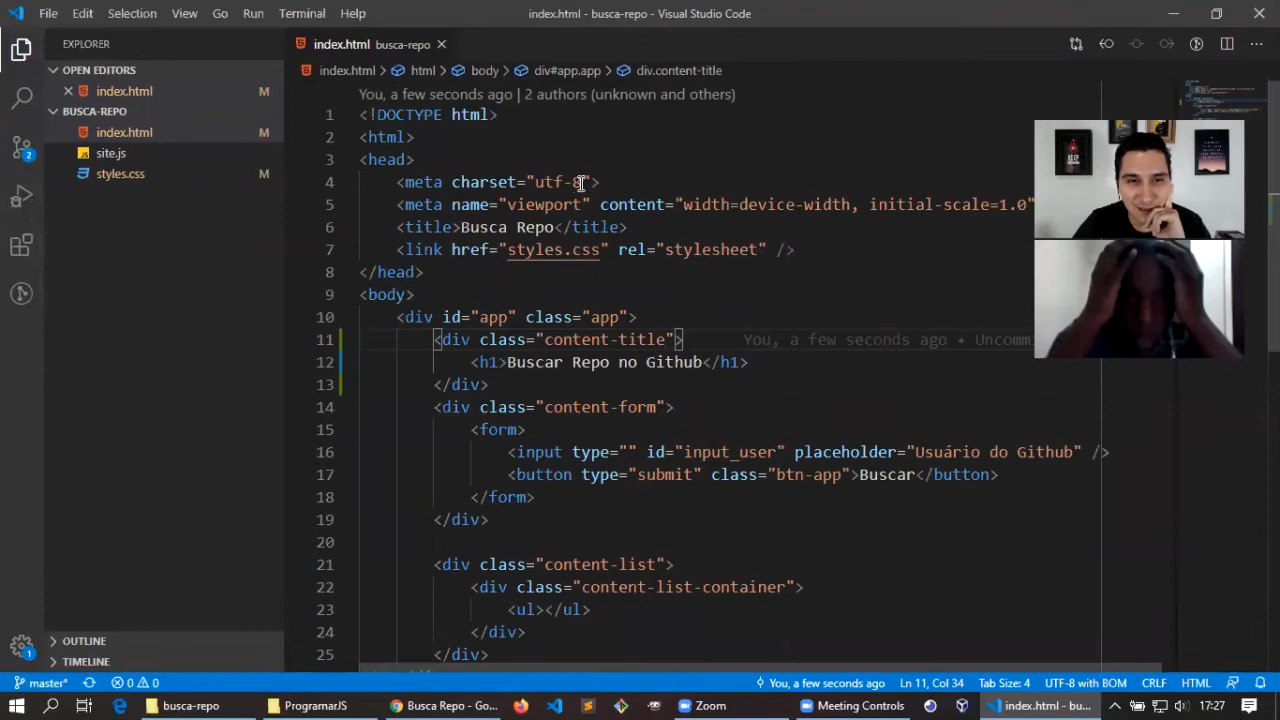 File Edit Selection View Go Run Terminal Help index.html - busca-repo - Visual Studio Code
EXPLORER index.html busca-repo
OPEN EDITORS index.html > html > body > div#app.app > div.content-title
index.html M
BUSCA-REPO
index.html M
site.js
styles.css M
2
You, a few seconds ago | 2 authors (unknown and others)
1 <!DOCTYPE html>
2 <html>
3 <head>
4 <meta charset="utf-8">
5 <meta name="viewport" content="width=device-width, initial-scale=1.0"
6 <title>Busca Repo</title>
7 <link href="styles.css" rel="stylesheet" />
8 </head>
9 <body>
10 <div id="app" class="app">
11 <div class="content-title"> You, a few seconds ago • Uncommi
12 <h1>Buscar Repo no Github</h1>
13 </div>
14 <div class="content-form">
15 <form>
16 <input type="" id="input_user" placeholder="Usuário do Github" />
17 <button type="submit" class="btn-app">Buscar</button>
18 </form>
19 </div>
20
21 <div class="content-list">
22 <div class="content-list-container">
23 <ul></ul>
24 </div>
25 </div>
KEEP
OUTLINE
TIMELINE
1
master* 0 0 You, a few seconds ago Ln 11, Col 34 Tab Size: 4 UTF-8 with BOM CRLF HTML
busca-repo ProgramarJS Busca Repo - Go... Zoom Meeting Controls index.html - bu... 17:27